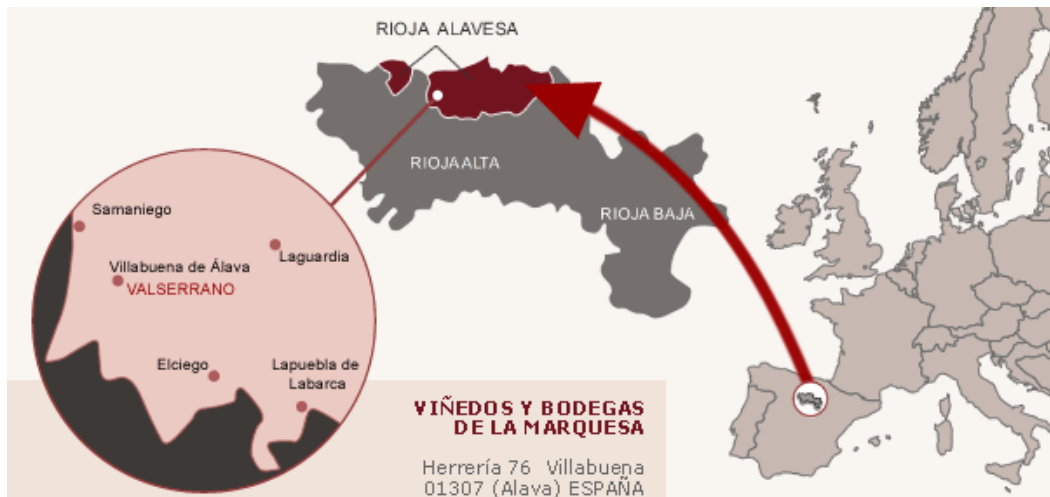 RIOJA ALAVESA
RIOJA ALTA
RIOJA BAJA
Samaniego
Laguardia
Villabuena de Álava
VALSERRANO
Elciego
Lapuebla de
Labarca
VIÑEDOS Y BODEGAS
DE LA MARQUESA
Herrería 76 Villabuena
01307 (Alava) ESPAÑA